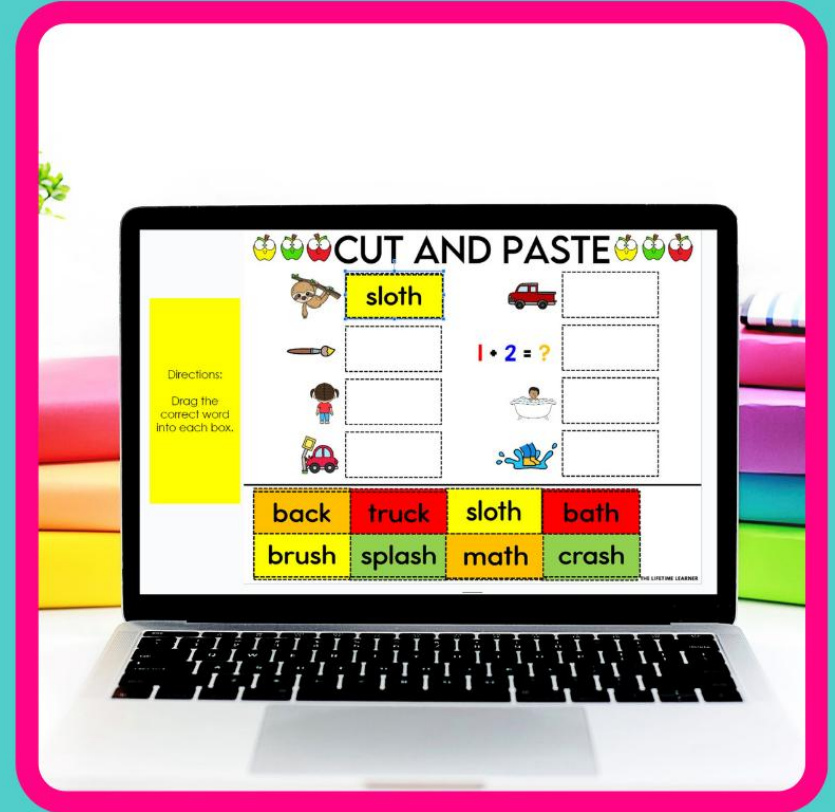 CUT AND PASTE
sloth
1 + 2 = ?
Directions:
Drag the
correct word
into each box.
back truck sloth bath
brush splash math crash
THE LIFETIME LEARNER